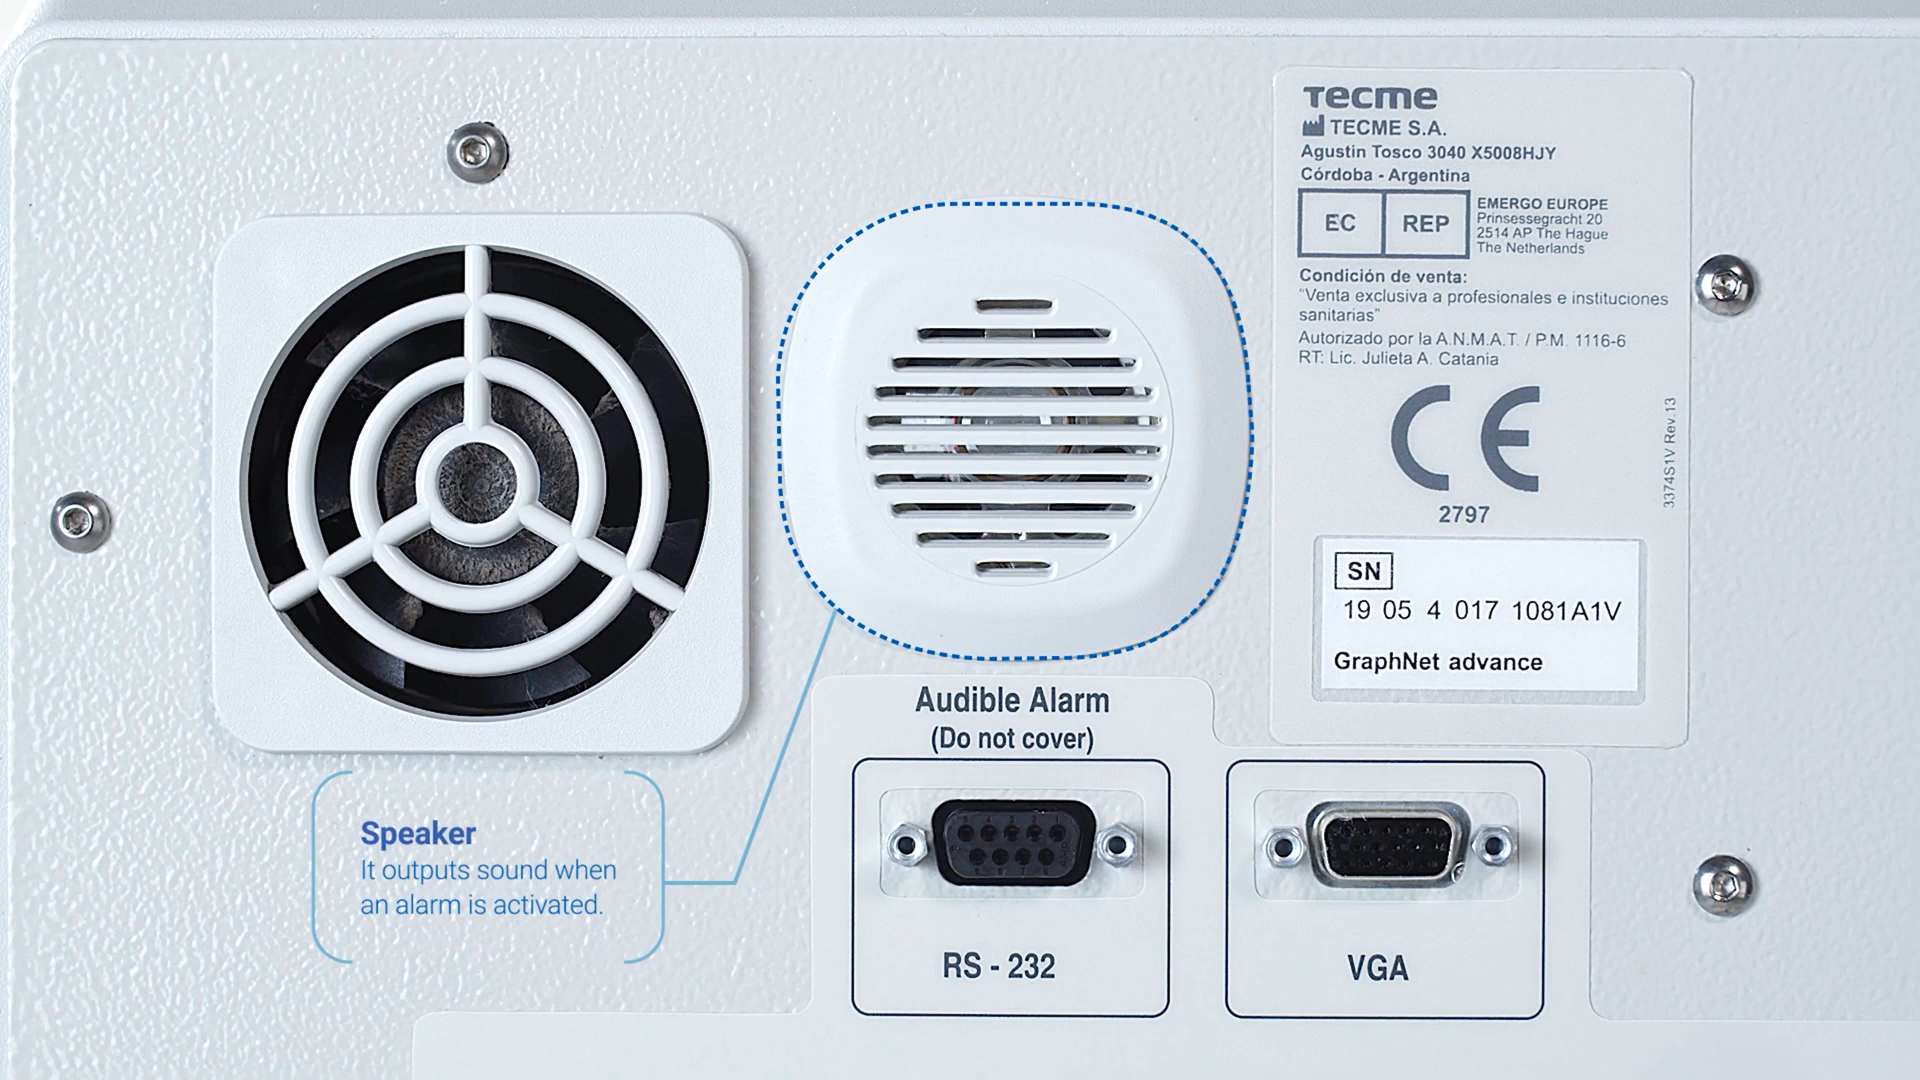 Tecme
TECME S.A.
Agustin Tosco 3040 X5008HJY
Córdoba - Argentina
EC REP
EMERGO EUROPE
Prinsessegracht 20
2514 AP The Hague
The Netherlands
Condición de venta:
"Venta exclusiva a profesionales e instituciones
sanitarias"
Autorizado por la A.N.M.A.T. / P.M. 1116-6
RT: Lic. Julieta A. Catania
CE
2797
3374S1V Rev.13
SN
19 05 4 017 1081A1V
GraphNet advance
Audible Alarm
(Do not cover)
RS - 232
VGA
Speaker
It outputs sound when
an alarm is activated.